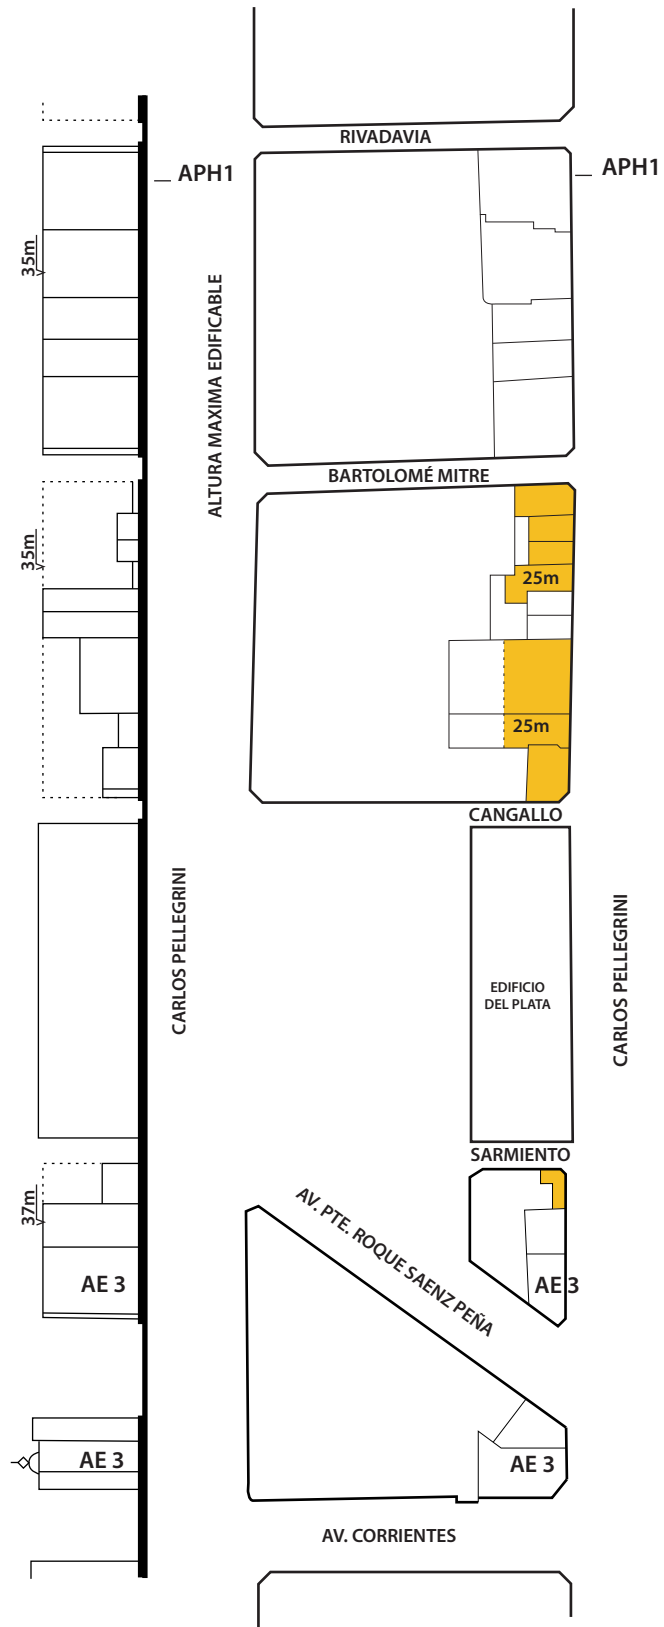 RIVADAVIA
APH1
APH1
35m
ALTURA MAXIMA EDIFICABLE
BARTOLOMÉ MITRE
35m
25m
25m
CANGALLO
CARLOS PELLEGRINI
EDIFICIO
DEL PLATA
CARLOS PELLEGRINI
SARMIENTO
37m
AV. PTE. ROQUE SAENZ PEÑA
AE 3
AE 3
AE 3
AE 3
AV. CORRIENTES